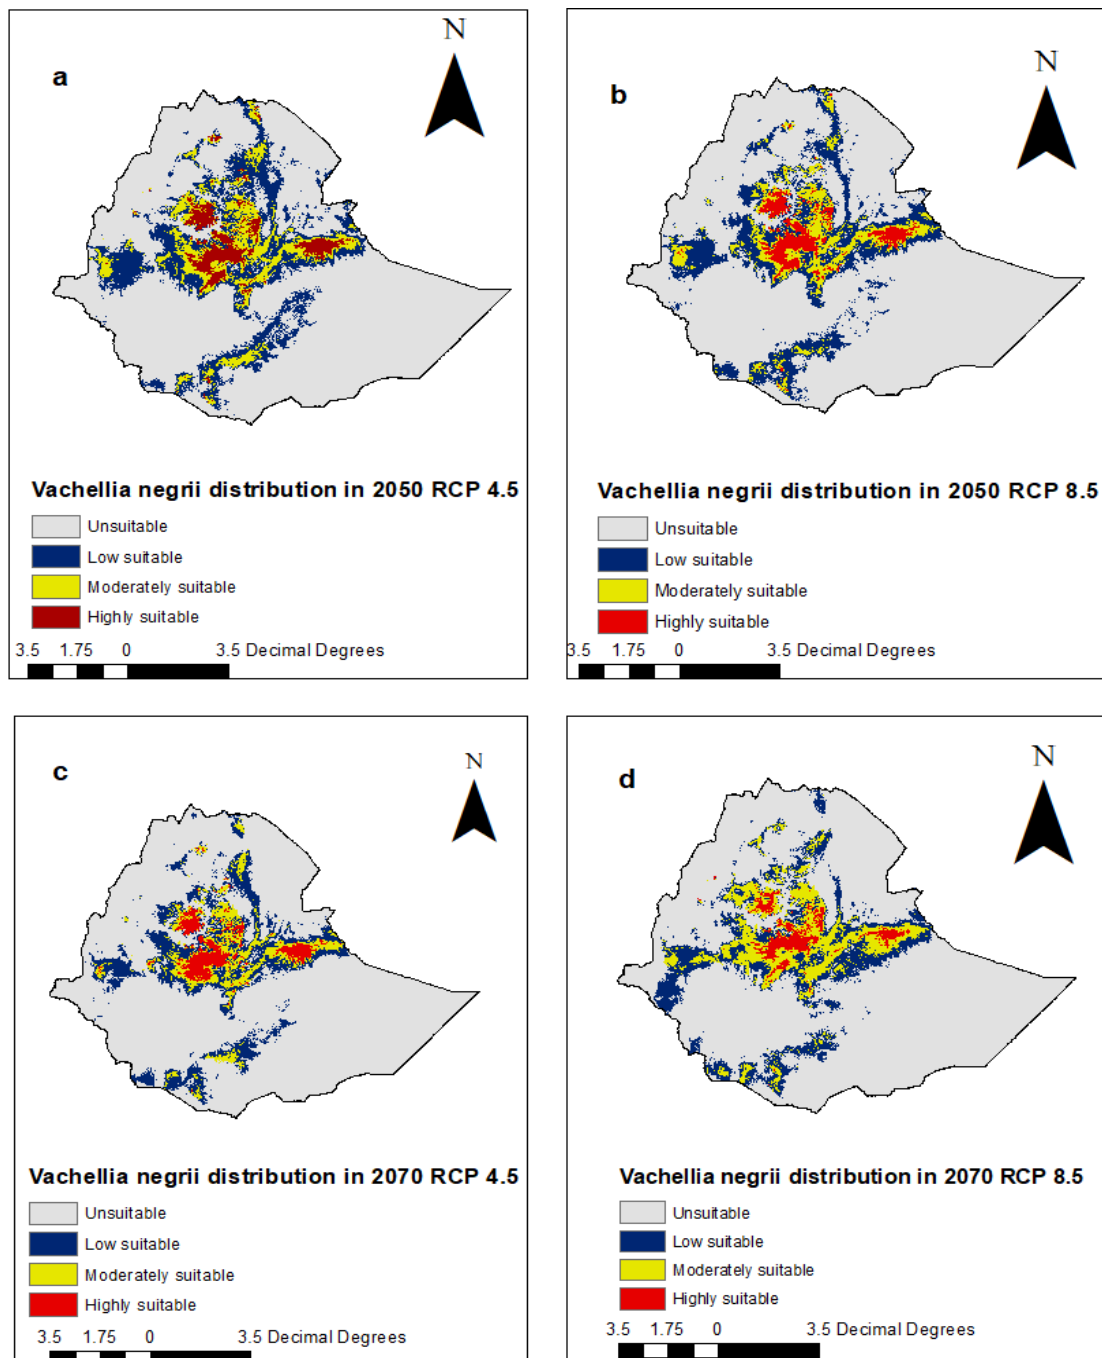 N
a
Vachellia negrii distribution in 2050 RCP 4.5
Unsuitable
Low suitable
Moderately suitable
Highly suitable
3.5 1.75 0 3.5 Decimal Degrees
N
b
Vachellia negrii distribution in 2050 RCP 8.5
Unsuitable
Low suitable
Moderately suitable
Highly suitable
3.5 1.75 0 3.5 Decimal Degrees
N
c
Vachellia negrii distribution in 2070 RCP 4.5
Unsuitable
Low suitable
Moderately suitable
Highly suitable
3.5 1.75 0 3.5 Decimal Degrees
N
d
Vachellia negrii distribution in 2070 RCP 8.5
Unsuitable
Low suitable
Moderately suitable
Highly suitable
3.5 1.75 0 3.5 Decimal Degrees